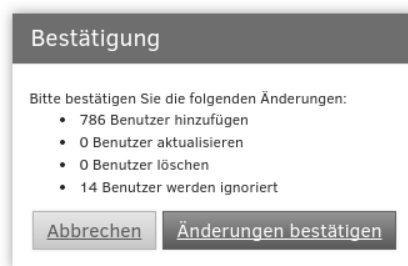 Bestätigung
Bitte bestätigen Sie die folgenden Änderungen:
• 786 Benutzer hinzufügen
• 0 Benutzer aktualisieren
• 0 Benutzer löschen
• 14 Benutzer werden ignoriert
Abbrechen Änderungen bestätigen